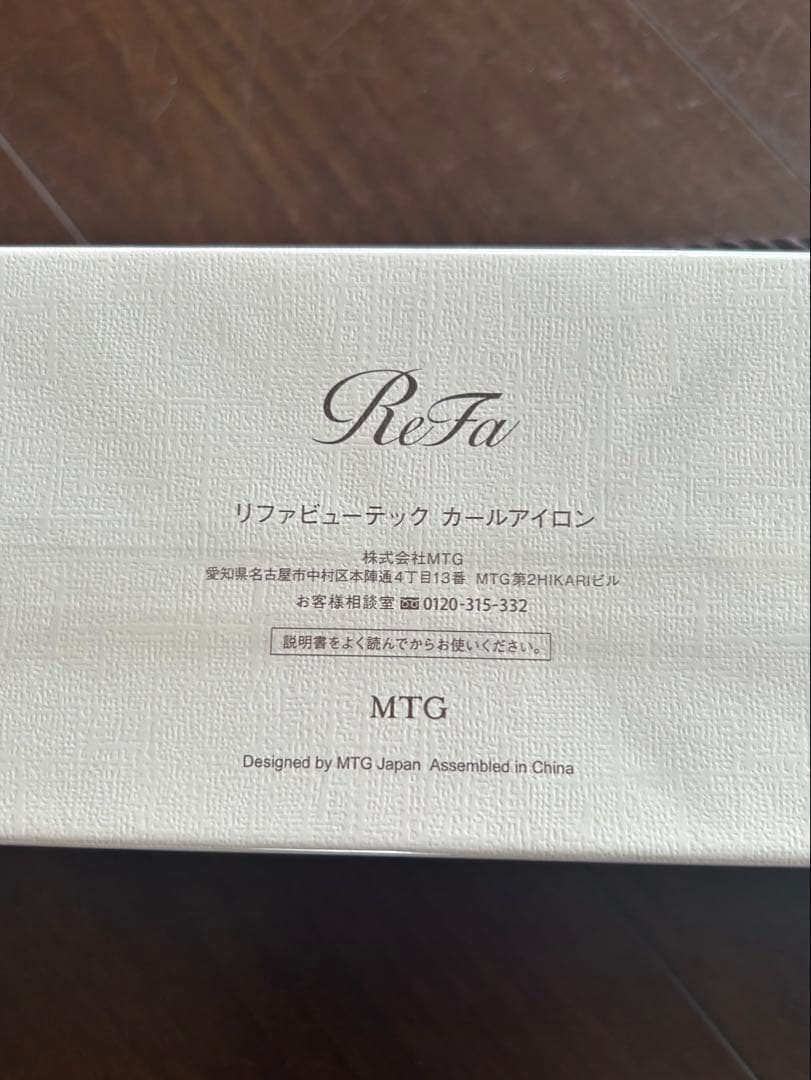 ReFa
リファビューテック カールアイロン
株式会社MTG
愛知県名古屋市中村区本陣通4丁目13番 MTG第2HIKARIビル
お客様相談室 0120-315-332
説明書をよく読んでからお使いください。
MTG
Designed by MTG Japan Assembled in China